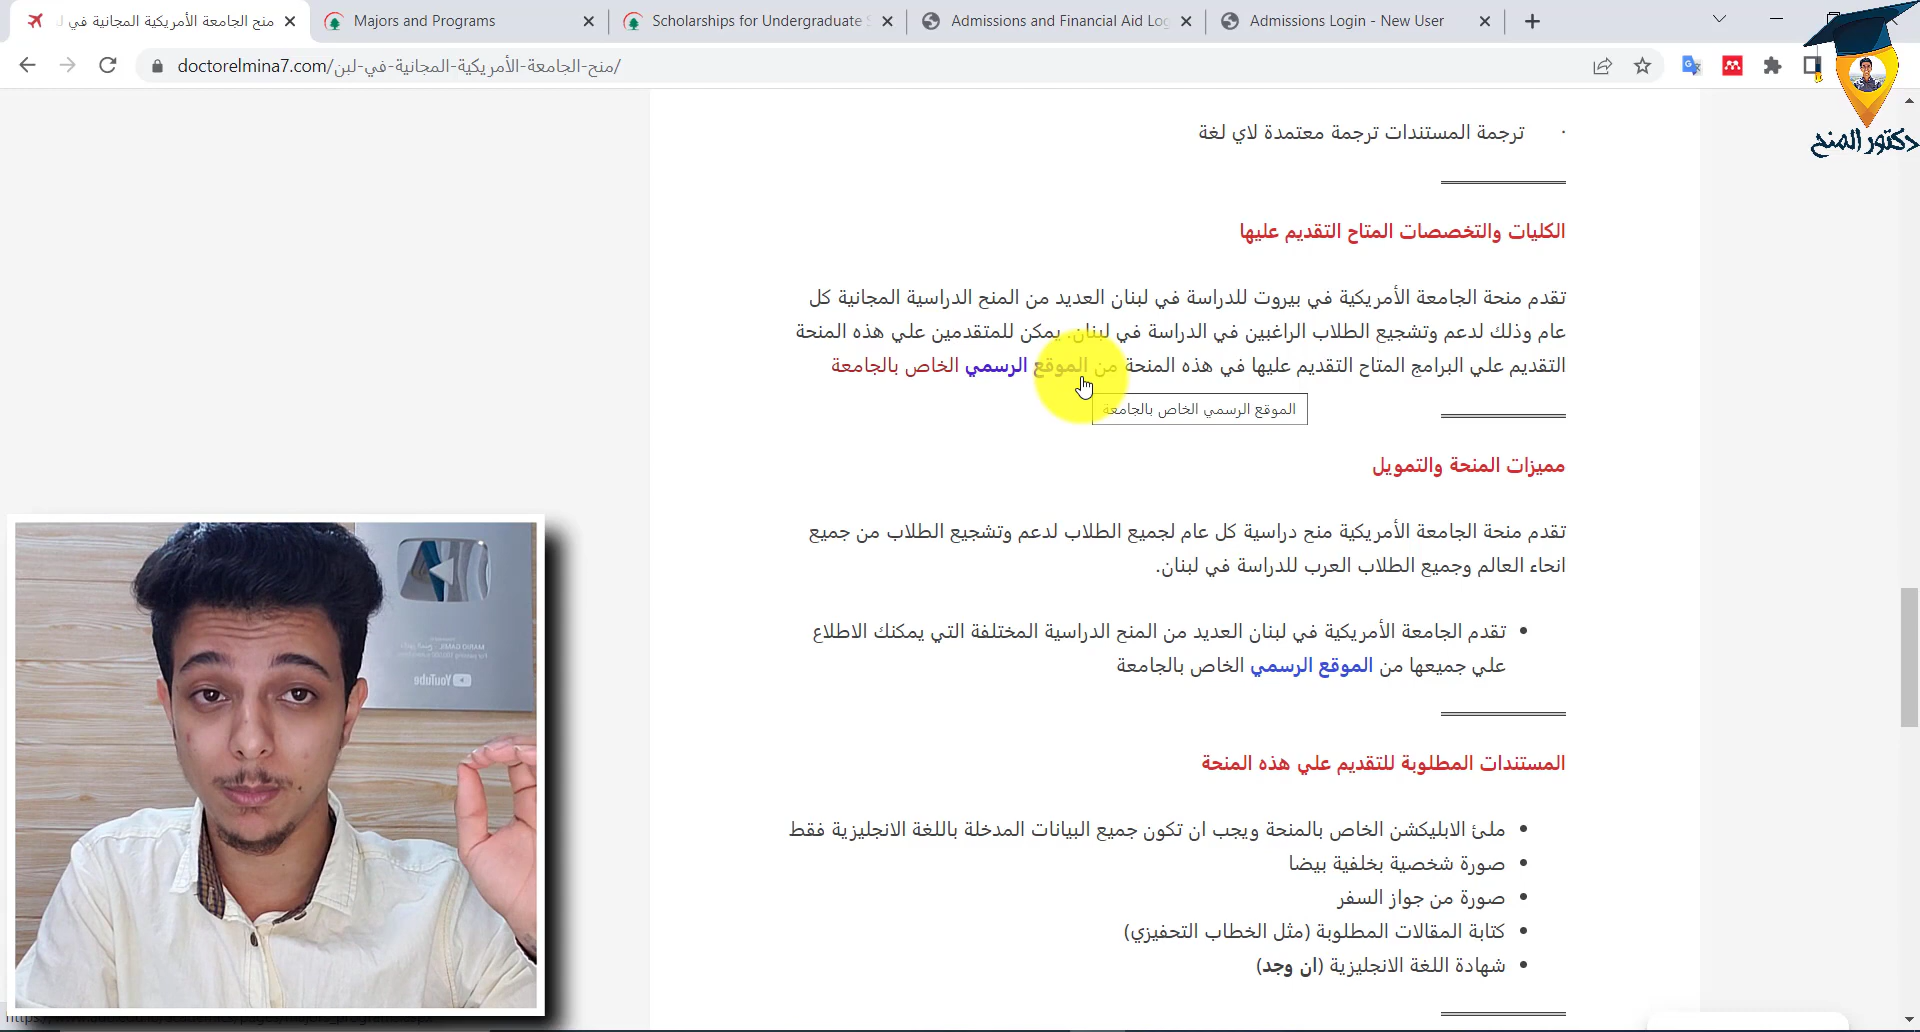 منح الجامعة الأمريكية المجانية في
Majors and Programs
Scholarships for Undergraduate
Admissions and Financial Aid Log
Admissions Login - New User
doctorelmina7.com/منح-الجامعة-الأمريكية-المجانية-في-لبن/
دكتور المنح
· ترجمة المستندات ترجمة معتمدة لاي لغة
الكليات والتخصصات المتاح التقديم عليها
تقدم منحة الجامعة الأمريكية في بيروت للدراسة في لبنان العديد من المنح الدراسية المجانية كل
عام وذلك لدعم وتشجيع الطلاب الراغبين في الدراسة في لبنان. يمكن للمتقدمين علي هذه المنحة
التقديم علي البرامج المتاح التقديم عليها في هذه المنحة من الموقع الرسمي الخاص بالجامعة
الموقع الرسمي الخاص بالجامعة
مميزات المنحة والتمويل
تقدم منحة الجامعة الأمريكية منح دراسية كل عام لجميع الطلاب لدعم وتشجيع الطلاب من جميع
انحاء العالم وجميع الطلاب العرب للدراسة في لبنان.
• تقدم الجامعة الأمريكية في لبنان العديد من المنح الدراسية المختلفة التي يمكنك الاطلاع
علي جميعها من الموقع الرسمي الخاص بالجامعة
المستندات المطلوبة للتقديم علي هذه المنحة
• ملئ الابليكشن الخاص بالمنحة ويجب ان تكون جميع البيانات المدخلة باللغة الانجليزية فقط
• صورة شخصية بخلفية بيضا
• صورة من جواز السفر
• كتابة المقالات المطلوبة (مثل الخطاب التحفيزي)
• شهادة اللغة الانجليزية (ان وجد)
MARIO GAMEL
YouTube